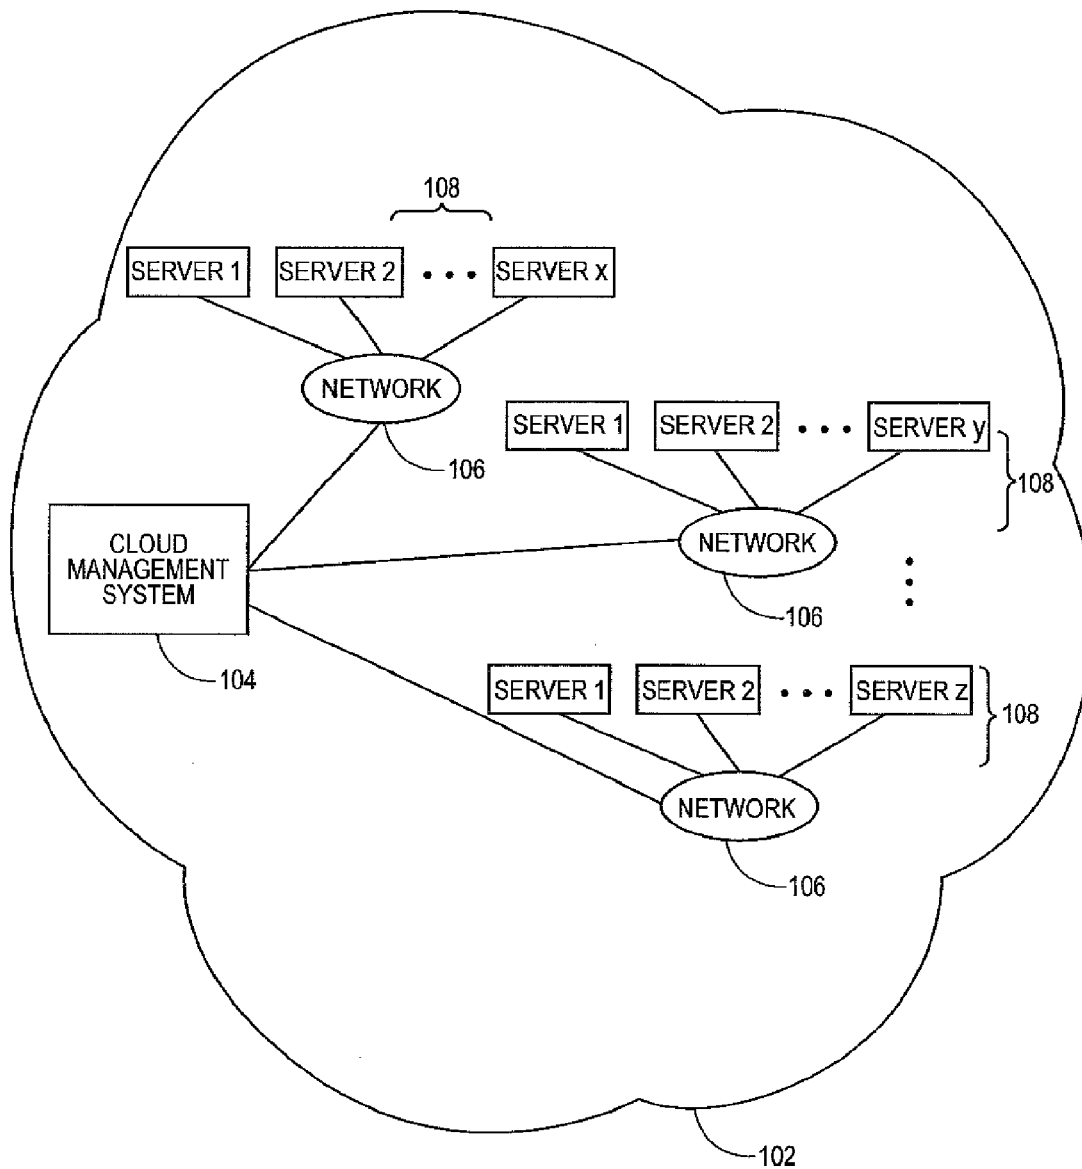 108
SERVER 1
SERVER 2
SERVER x
NETWORK
106
SERVER 1
SERVER 2
SERVER y
108
NETWORK
106
CLOUD
MANAGEMENT
SYSTEM
104
SERVER 1
SERVER 2
SERVER z
108
NETWORK
106
102